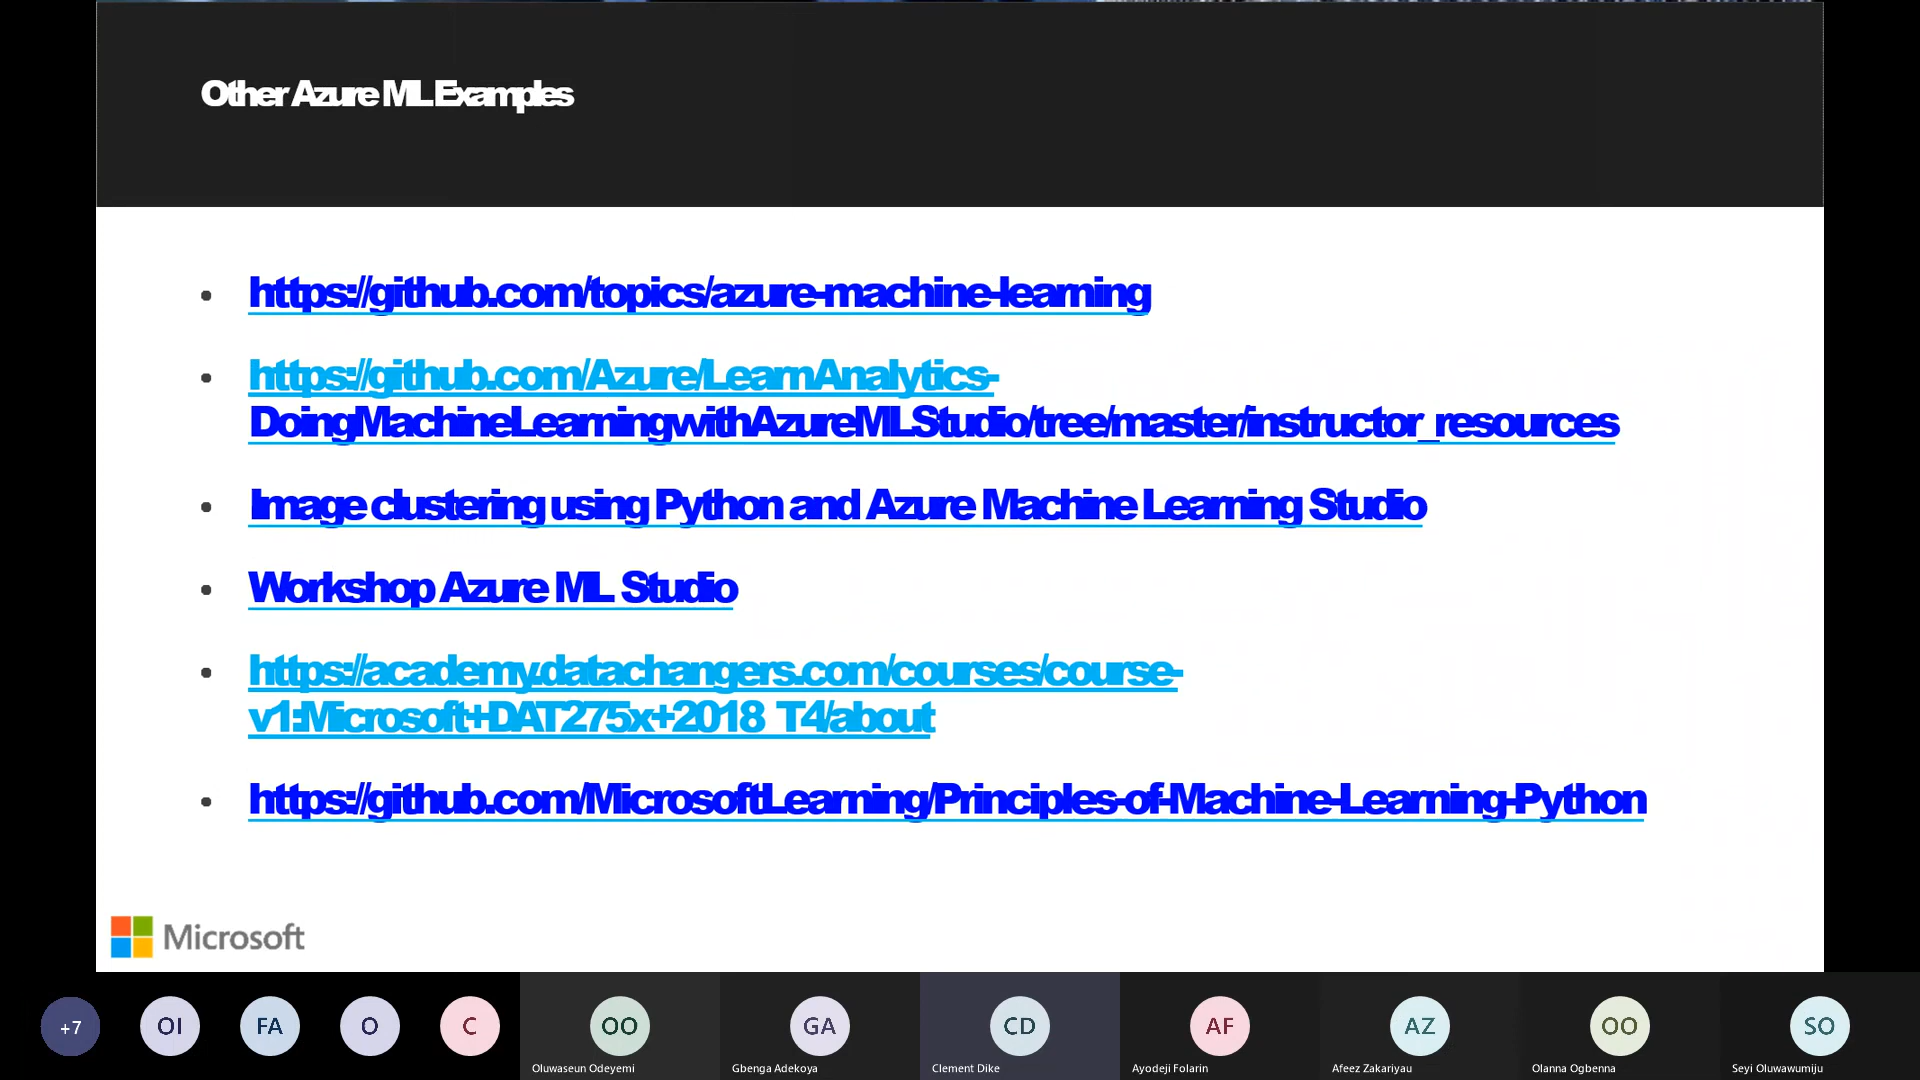 Other Azure ML Examples
• https://github.com/topics/azure-machine-learning
• https://github.com/Azure/LearnAnalytics-
DoingMachineLearningwithAzureMLStudio/tree/master/instructor_resources
• Image clustering using Python and Azure Machine Learning Studio
• Workshop Azure ML Studio
• https://academy.datachangers.com/courses/course-
v1:Microsoft+DAT275x+2018 T4/about
• https://github.com/MicrosoftLearning/Principles-of-Machine-Learning-Python
Microsoft
+7 OI FA O C OO GA CD AF AZ OO SO
Oluwaseun Odeyemi Gbenga Adekoya Clement Dike Ayodeji Folarin Afeez Zakariyau Olanna Ogbenna Seyi Oluwawumiju